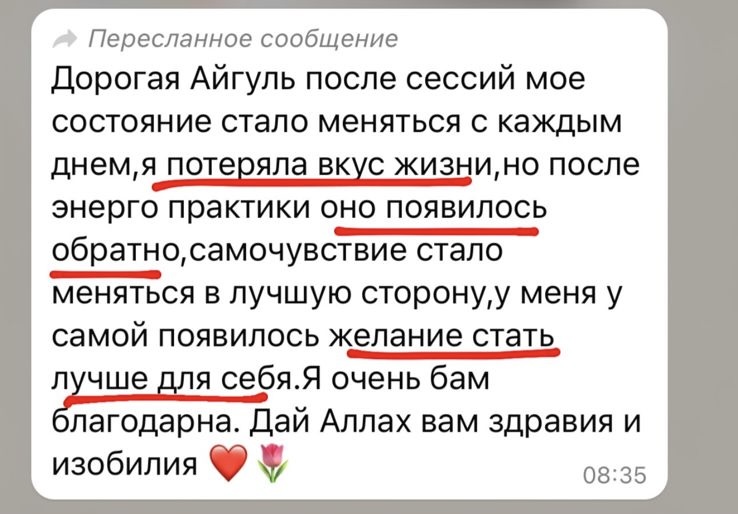 Пересланное сообщение
Дорогая Айгуль после сессий мое
состояние стало меняться с каждым
днем,я потеряла вкус жизни,но после
энерго практики оно появилось
обратно,самочувствие стало
меняться в лучшую сторону,у меня у
самой появилось желание стать
лучше для себя.Я очень бам
благодарна. Дай Аллах вам здравия и
изобилия ❤️🌷
08:35